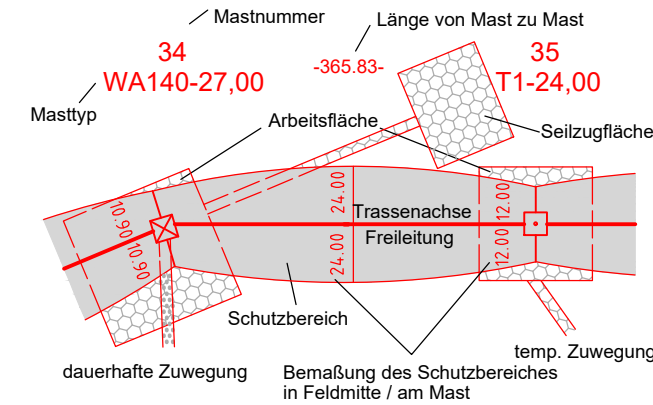 Mastnummer
Länge von Mast zu Mast
34
-365.83-
35
WA140-27,00
T1-24,00
Masttyp
Arbeitsfläche
Seilzugfläche
10.90
10.90
24.00
24.00
Trassenachse
Freileitung
12.00
12.00
Schutzbereich
dauerhafte Zuwegung
Bemaßung des Schutzbereiches
in Feldmitte / am Mast
temp. Zuwegung